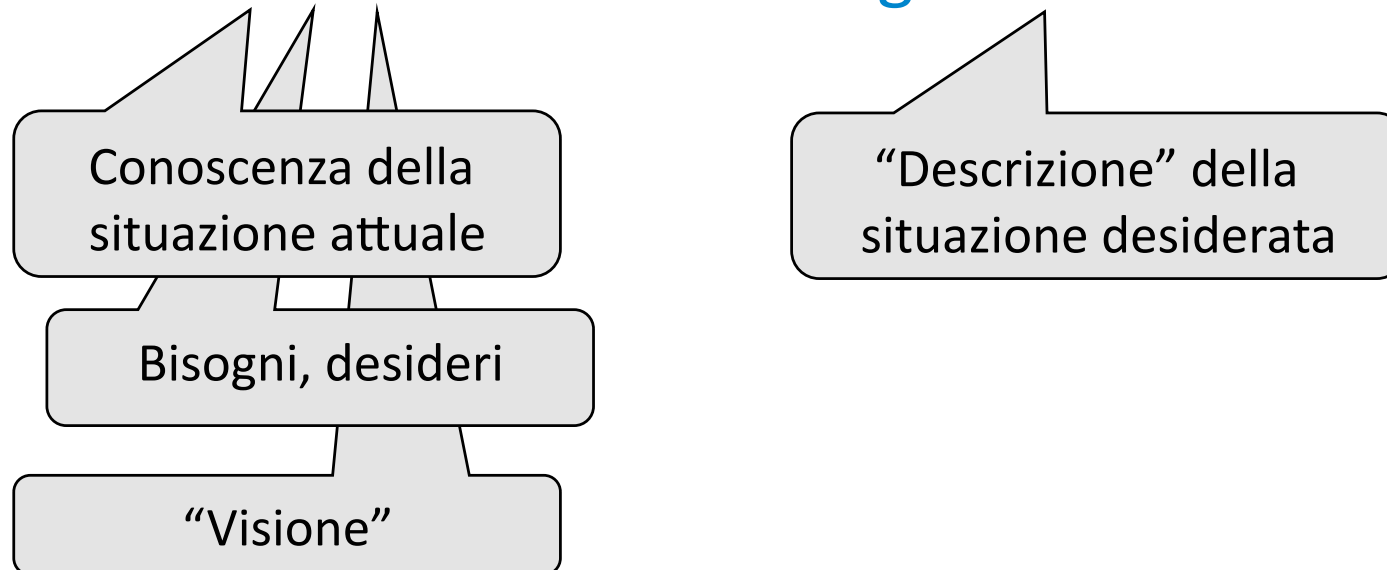 Conoscenza della
situazione attuale
“Descrizione” della
situazione desiderata
Bisogni, desideri
“Visione”